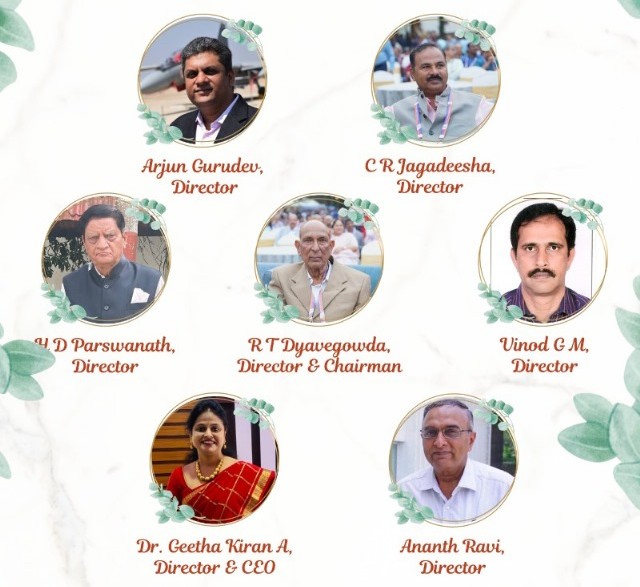 Arjun Gurudev,
Director
C R Jagadeesha,
Director
H D Parswanath,
Director
R T Dyavegowda,
Director & Chairman
Vinod G M,
Director
Dr. Geetha Kiran A,
Director & CEO
Ananth Ravi,
Director